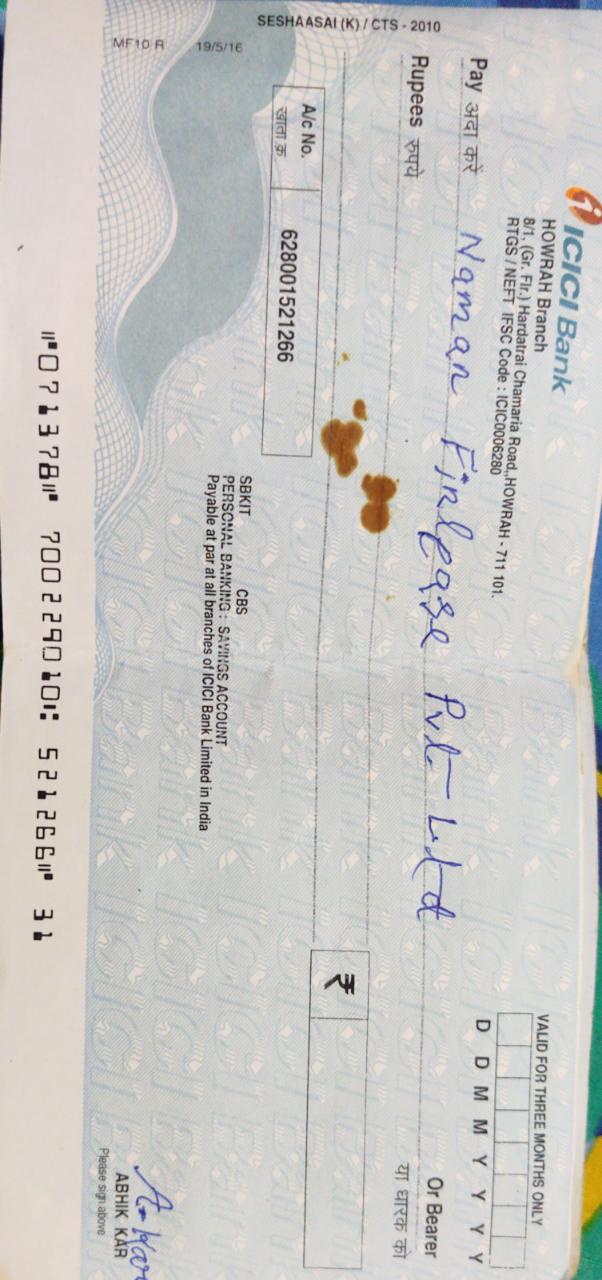 ICICI Bank
HOWRAH Branch
8/1, (Gr. Flr.) Hardatrai Chamaria Road,,HOWRAH - 711 101.
RTGS / NEFT IFSC Code : ICIC0006280
VALID FOR THREE MONTHS ONLY
D D M M Y Y Y Y
Pay अदा करें Naman Finlease Pvt Ltd Or Bearer
या धारक को
Rupees रुपये
₹
A/c No.
खाता क्र.
628001521266
SBKIT CBS
PERSONAL BANKING : SAVINGS ACCOUNT
Payable at par at all branches of ICICI Bank Limited in India
SESHAASAI (K) / CTS - 2010
MF10 R 19/5/16
A. Kar
ABHIK KAR
Please sign above
⑈071378⑈ 700229010⑆ 521266⑈ 31